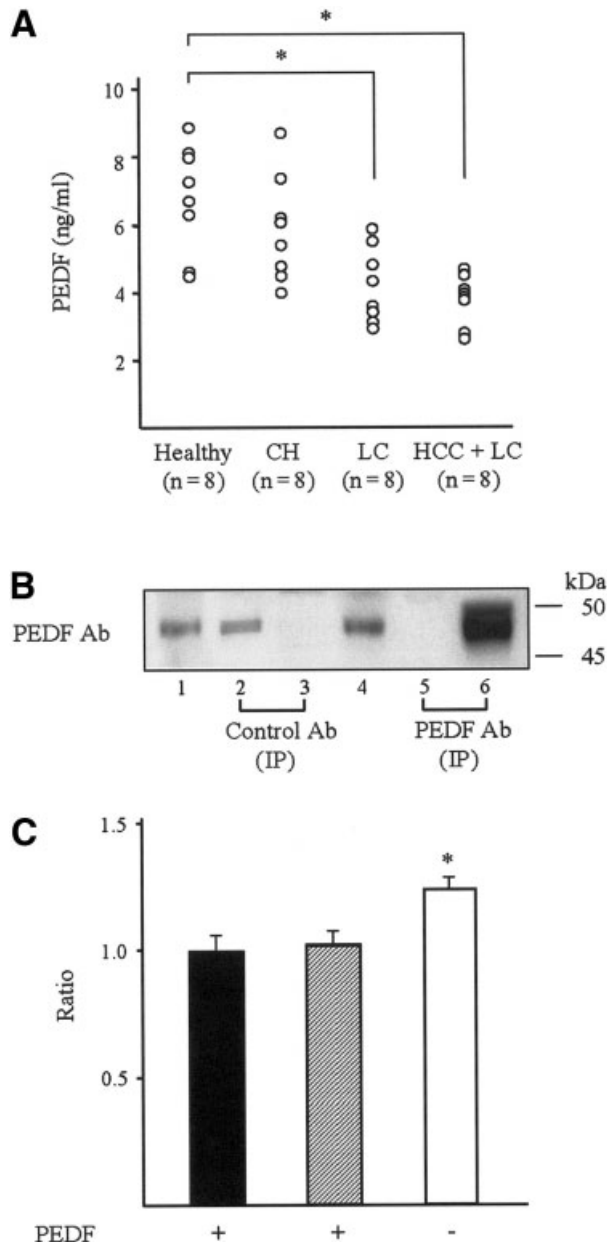 A
*
*
10
8
6
4
2
PEDF (ng/ml)
Healthy CH LC HCC + LC
(n = 8) (n = 8) (n = 8) (n = 8)
B
kDa
PEDF Ab
50
45
1 2 3 4 5 6
Control Ab PEDF Ab
(IP) (IP)
C
1.5
*
1.0
0.5
Ratio
PEDF + + -